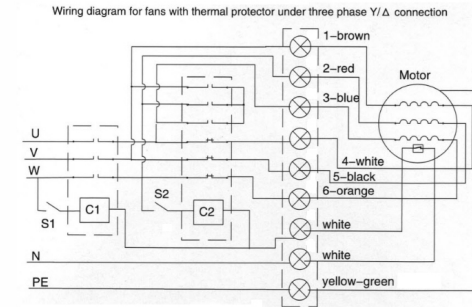 Wiring diagram for fans with thermal protector under three phase Y/Δ connection
1-brown
2-red
Motor
3-blue
U
V
4-white
5-black
W
6-orange
S1
C1
S2
C2
white
N
white
PE
yellow-green